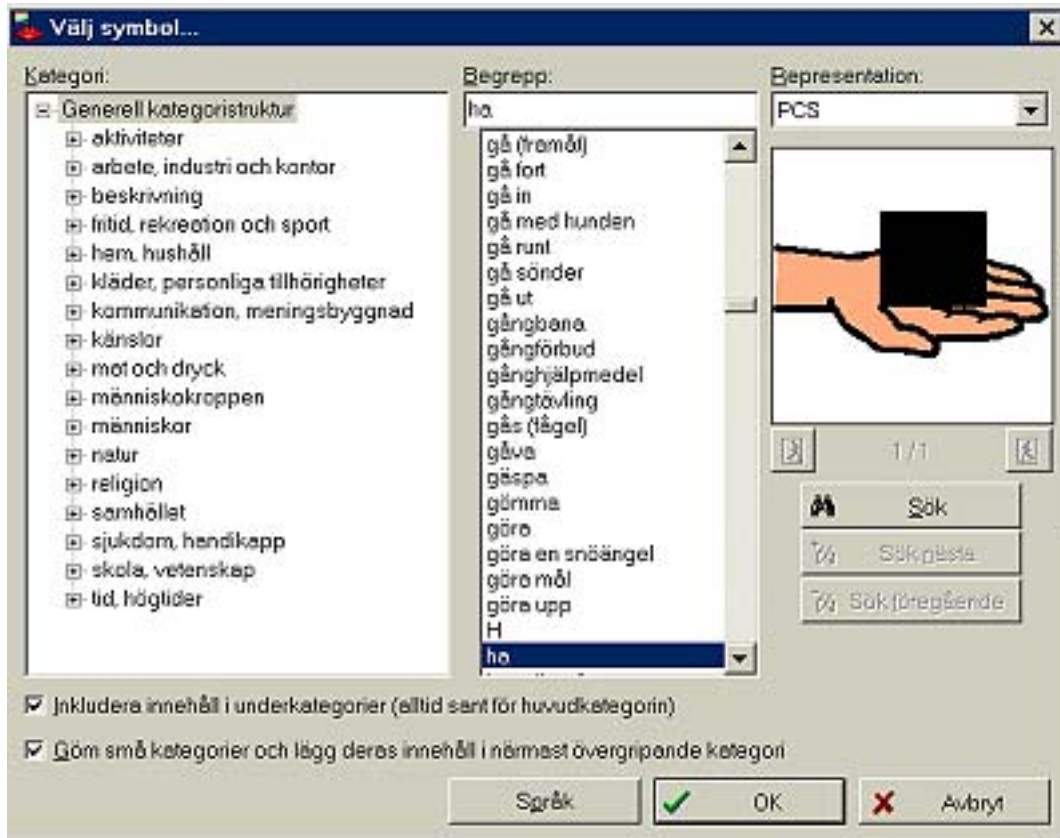 Välj symbol...
Kategori:
Generell kategoristruktur
aktiviteter
arbete, industri och kontor
beskrivning
fritid, rekreation och sport
hem, hushåll
kläder, personliga tillhörigheter
kommunikation, meningsbyggnad
känslor
mat och dryck
människokroppen
människor
natur
religion
samhället
sjukdom, handikapp
skola, vetenskap
tid, högtider
Begrepp:
ha
gå (framåt)
gå fort
gå in
gå med hunden
gå runt
gå sönder
gå ut
gångbana
gångförbud
gånghjälpmedel
gångtävling
gås (fågel)
gåva
gäspa
gömma
göra
göra en snöängel
göra mål
göra upp
H
ha
Representation:
PCS
1/1
Sök
Sök nästa
Sök föregående
Inkludera innehåll i underkategorier (alltid sant för huvudkategorin)
Göm små kategorier och lägg deras innehåll i närmast övergripande kategori
Språk
OK
Avbryt